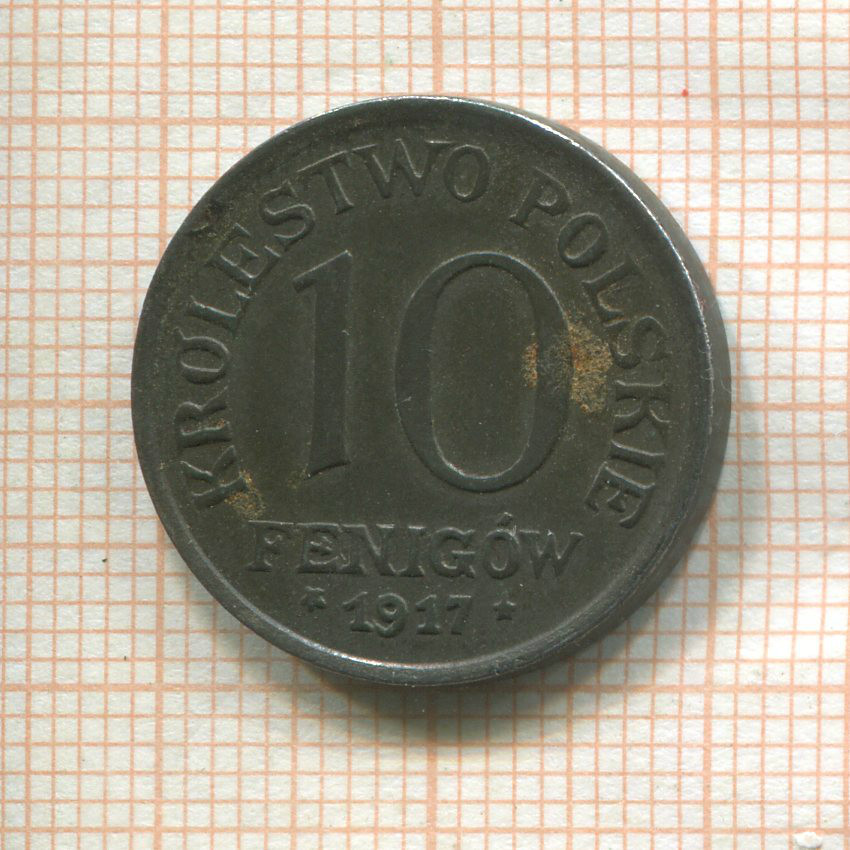 KRÓLESTWO POLSKIE
10
FENIGÓW
* 1917 *